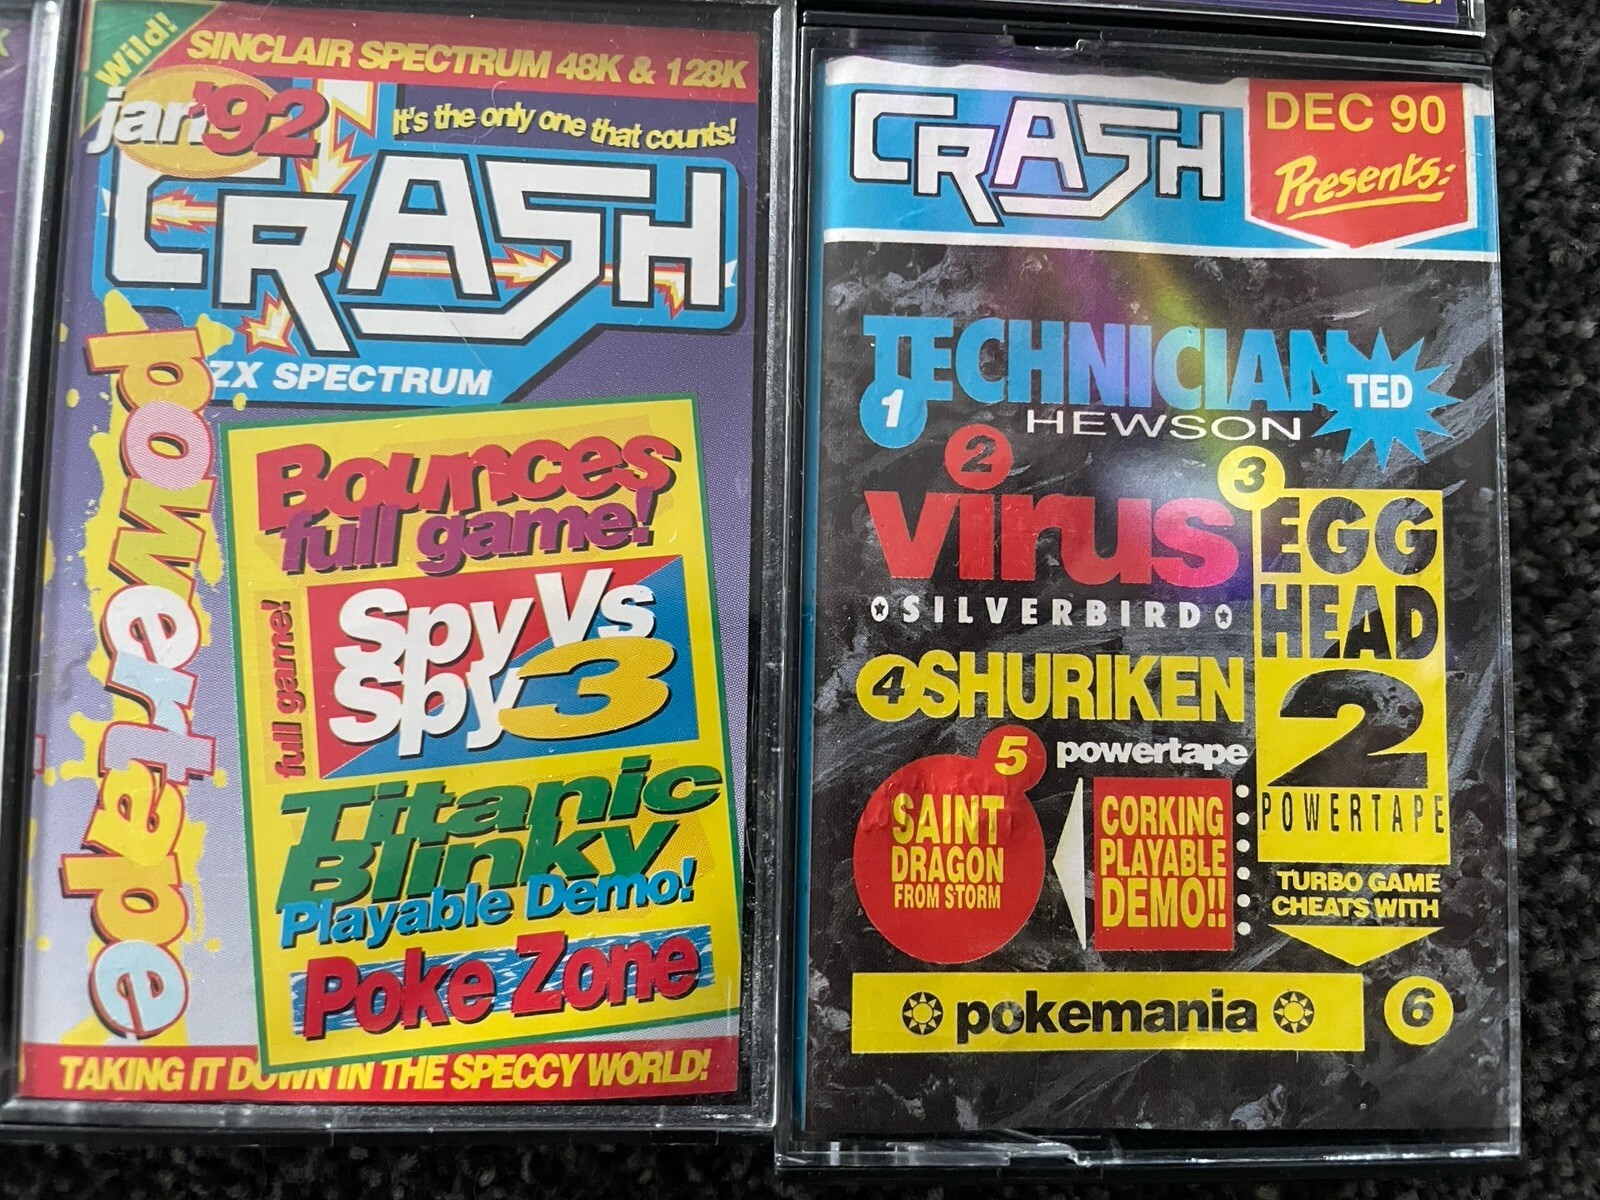 Wild!
SINCLAIR SPECTRUM 48K & 128K
jan'92
It's the only one that counts!
CRASH
ZX SPECTRUM
powertape
Bounces
full game!
full game!
Spy Vs
Spy 3
Titanic
Blinky
Playable Demo!
Poke Zone
TAKING IT DOWN IN THE SPECCY WORLD!
CRASH
DEC 90
Presents:
1
TECHNICIAN
TED
HEWSON
2
virus
SILVERBIRD
3
EGG
HEAD
2
POWERTAPE
4 SHURIKEN
5
powertape
SAINT
DRAGON
FROM STORM
CORKING
PLAYABLE
DEMO!!
TURBO GAME
CHEATS WITH
pokemania
6